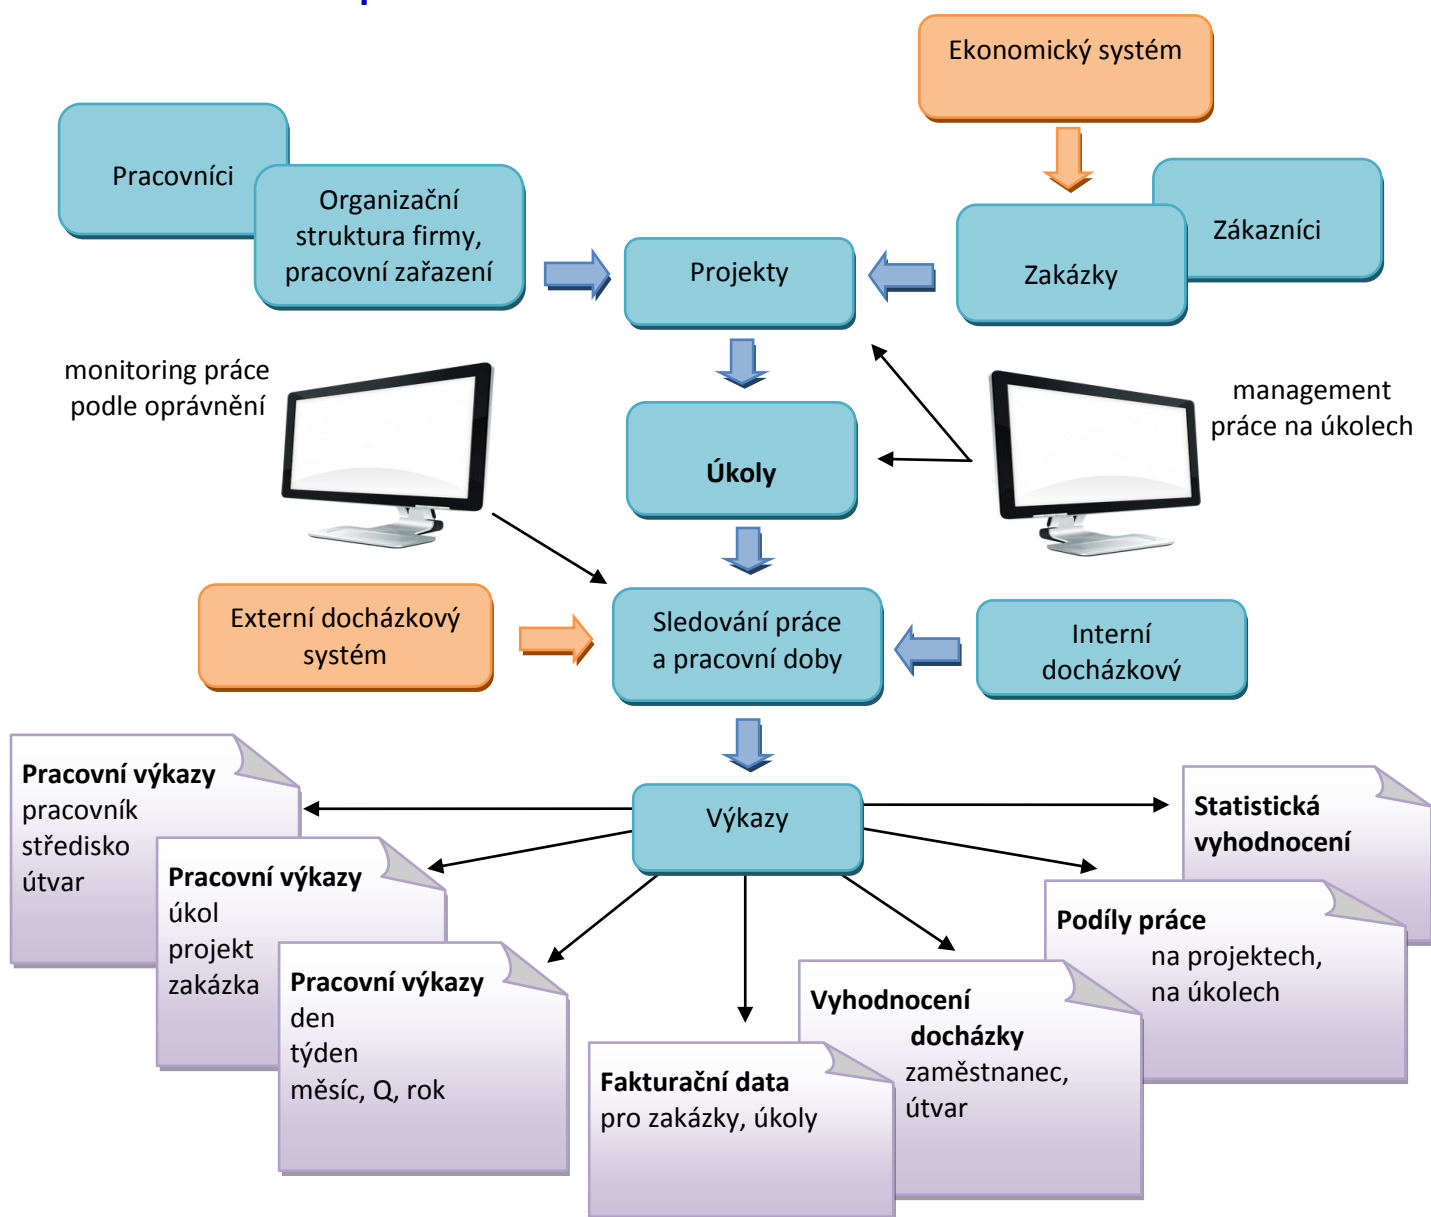 Ekonomický systém
Pracovníci
Organizační
struktura firmy,
pracovní zařazení
Projekty
Zakázky
Zákazníci
monitoring práce
podle oprávnění
management
práce na úkolech
Úkoly
Externí docházkový
systém
Sledování práce
a pracovní doby
Interní
docházkový
Výkazy
Pracovní výkazy
pracovník
středisko
útvar
Pracovní výkazy
úkol
projekt
zakázka
Pracovní výkazy
den
týden
měsíc, Q, rok
Fakturační data
pro zakázky, úkoly
Vyhodnocení
docházky
zaměstnanec,
útvar
Podíly práce
na projektech,
na úkolech
Statistická
vyhodnocení